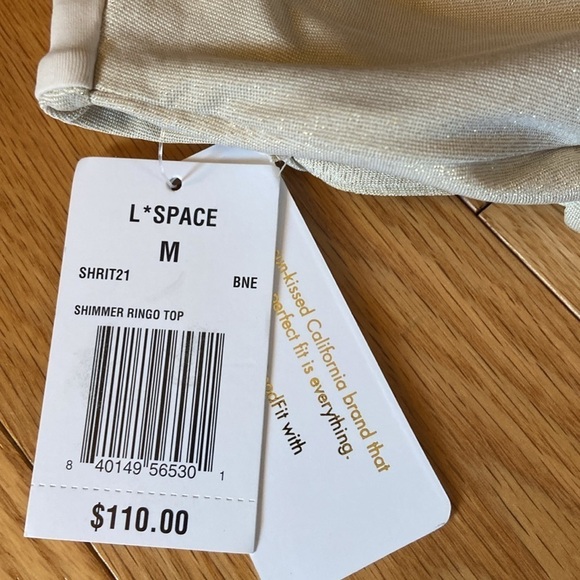 L*SPACE
M
SHRIT21 BNE
SHIMMER RINGO TOP
8 40149 56530 1
$110.00
-kissed California brand that
perfect fit is everything.
Fit with